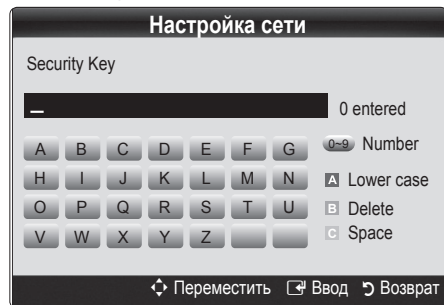 Настройка сети
Security Key
_ 0 entered
A B C D E F G 0~9 Number
H I J K L M N A Lower case
O P Q R S T U B Delete
V W X Y Z C Space
Переместить Ввод Возврат